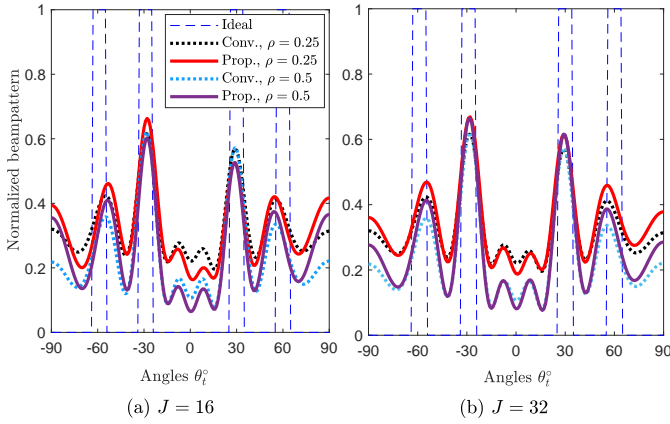 Normalized beampattern
1
0.8
0.6
0.4
0.2
0
-90 -60 -30 0 30 60 90
Angles θ_t^∘
Ideal
Conv., ρ = 0.25
Prop., ρ = 0.25
Conv., ρ = 0.5
Prop., ρ = 0.5
(a) J = 16
1
0.8
0.6
0.4
0.2
0
-90 -60 -30 0 30 60 90
Angles θ_t^∘
(b) J = 32